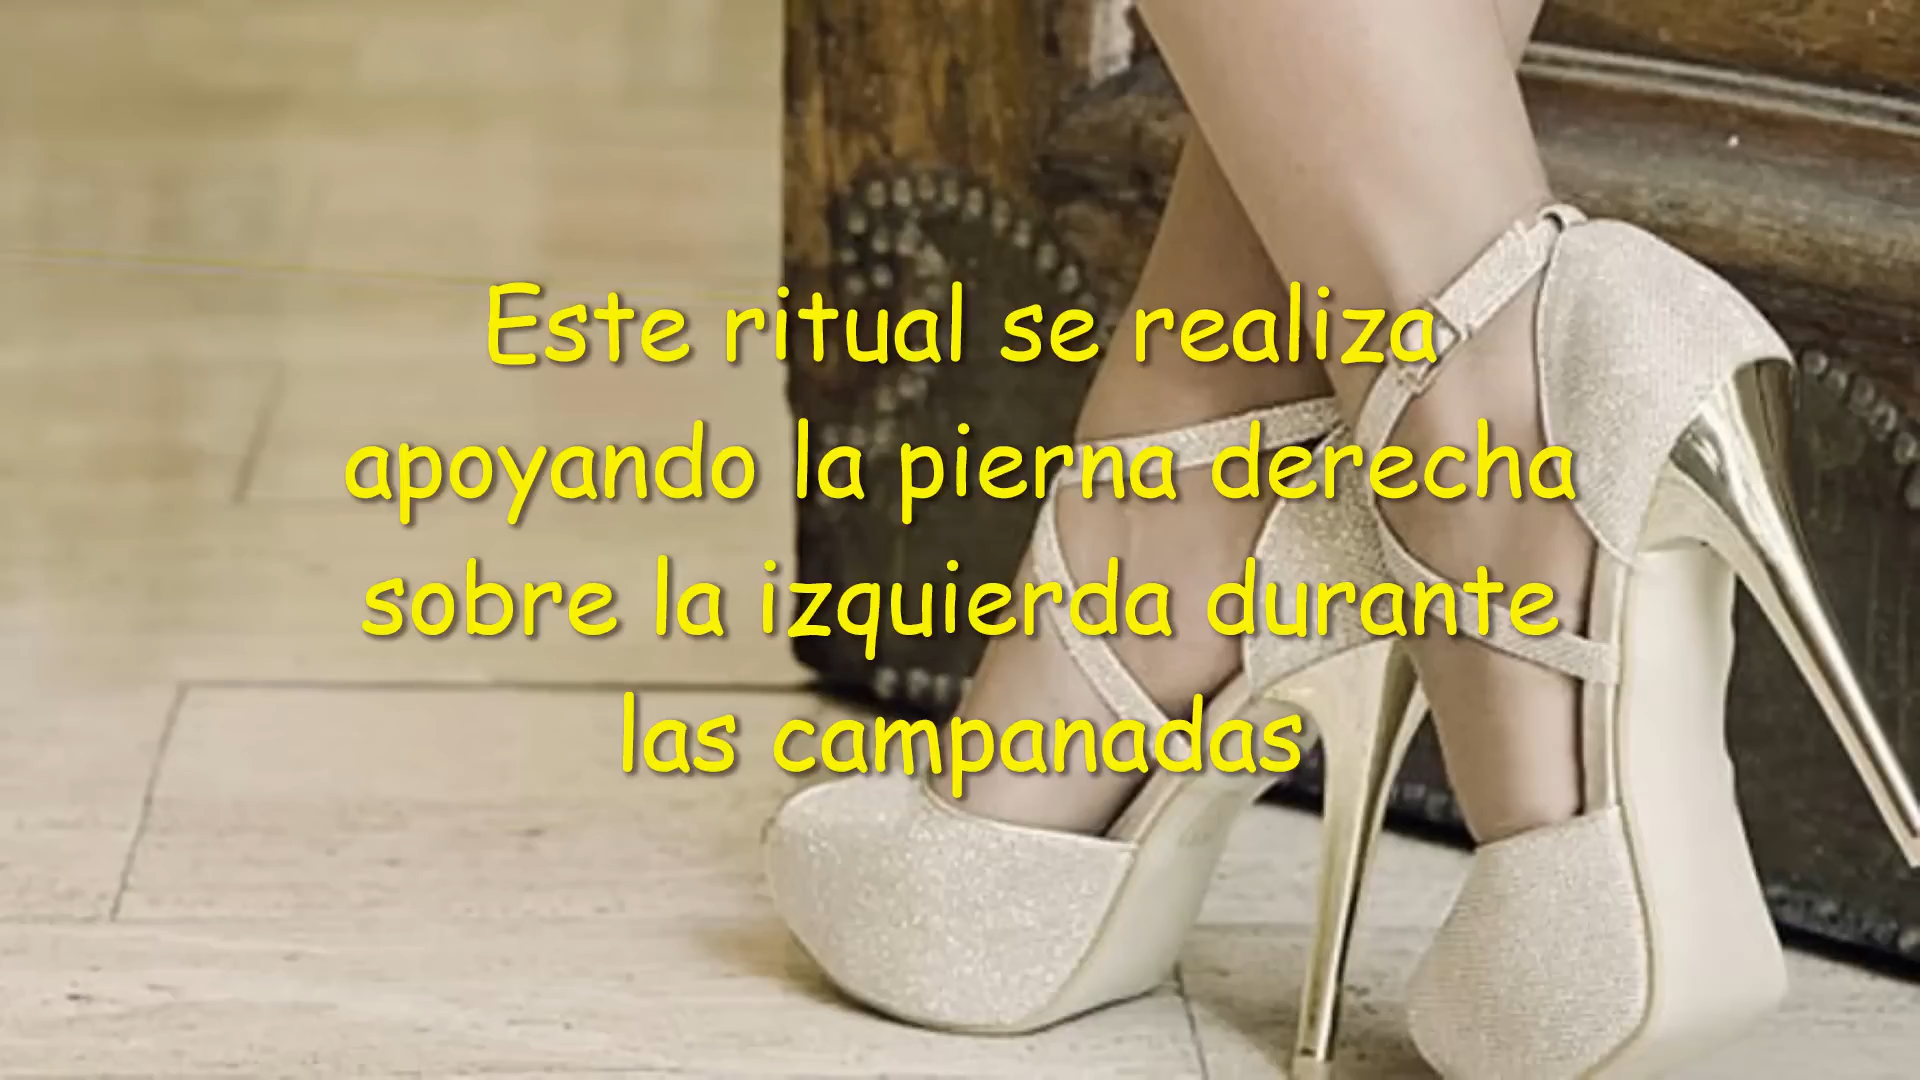 Este ritual se realiza
apoyando la pierna derecha
sobre la izquierda durante
las campanadas